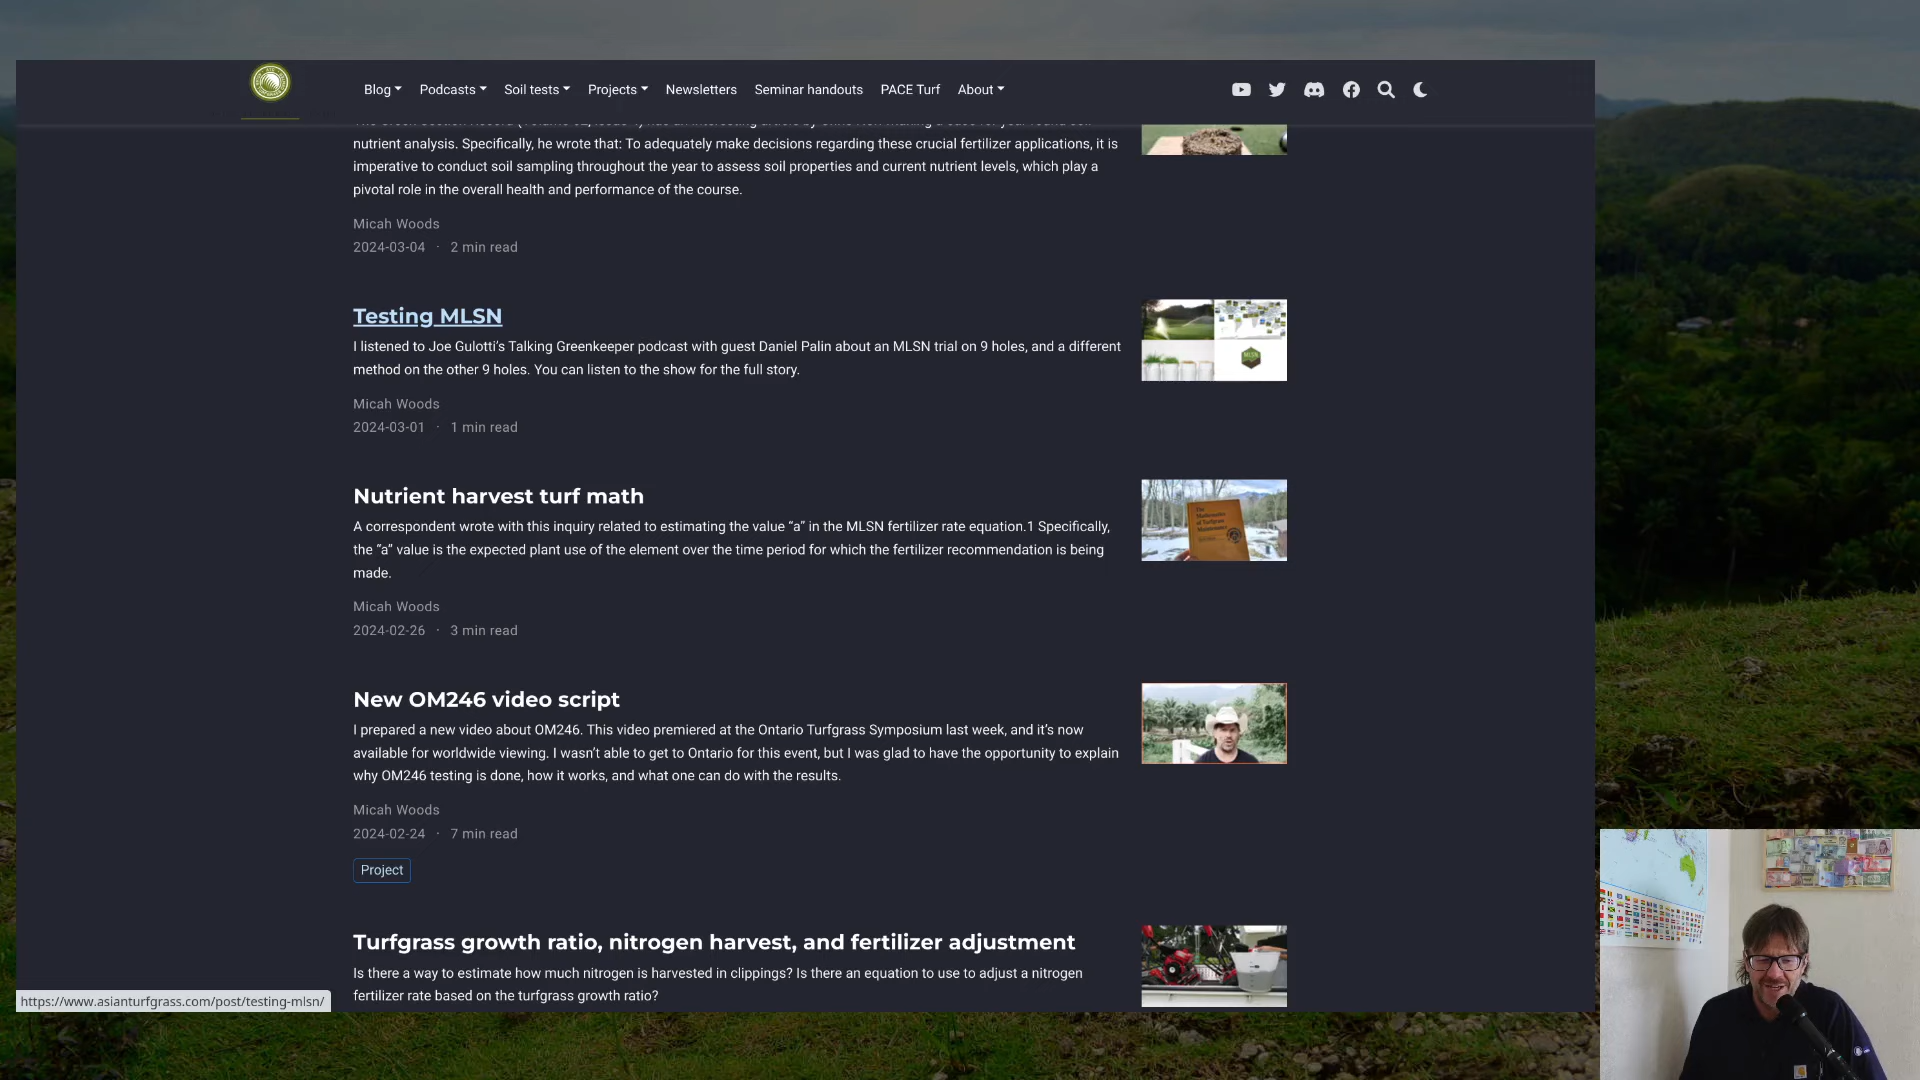 Blog
Podcasts
Soil tests
Projects
Newsletters
Seminar handouts
PACE Turf
About
nutrient analysis. Specifically, he wrote that: To adequately make decisions regarding these crucial fertilizer applications, it is
imperative to conduct soil sampling throughout the year to assess soil properties and current nutrient levels, which play a
pivotal role in the overall health and performance of the course.
Micah Woods
2024-03-04 · 2 min read
Testing MLSN
I listened to Joe Gulotti’s Talking Greenkeeper podcast with guest Daniel Palin about an MLSN trial on 9 holes, and a different
method on the other 9 holes. You can listen to the show for the full story.
Micah Woods
2024-03-01 · 1 min read
MLSN
Nutrient harvest turf math
A correspondent wrote with this inquiry related to estimating the value “a” in the MLSN fertilizer rate equation.1 Specifically,
the “a” value is the expected plant use of the element over the time period for which the fertilizer recommendation is being
made.
Micah Woods
2024-02-26 · 3 min read
The
Mathematics
of Turfgrass
Maintenance
New OM246 video script
I prepared a new video about OM246. This video premiered at the Ontario Turfgrass Symposium last week, and it’s now
available for worldwide viewing. I wasn’t able to get to Ontario for this event, but I was glad to have the opportunity to explain
why OM246 testing is done, how it works, and what one can do with the results.
Micah Woods
2024-02-24 · 7 min read
Project
Turfgrass growth ratio, nitrogen harvest, and fertilizer adjustment
Is there a way to estimate how much nitrogen is harvested in clippings? Is there an equation to use to adjust a nitrogen
fertilizer rate based on the turfgrass growth ratio?
https://www.asianturfgrass.com/post/testing-mlsn/